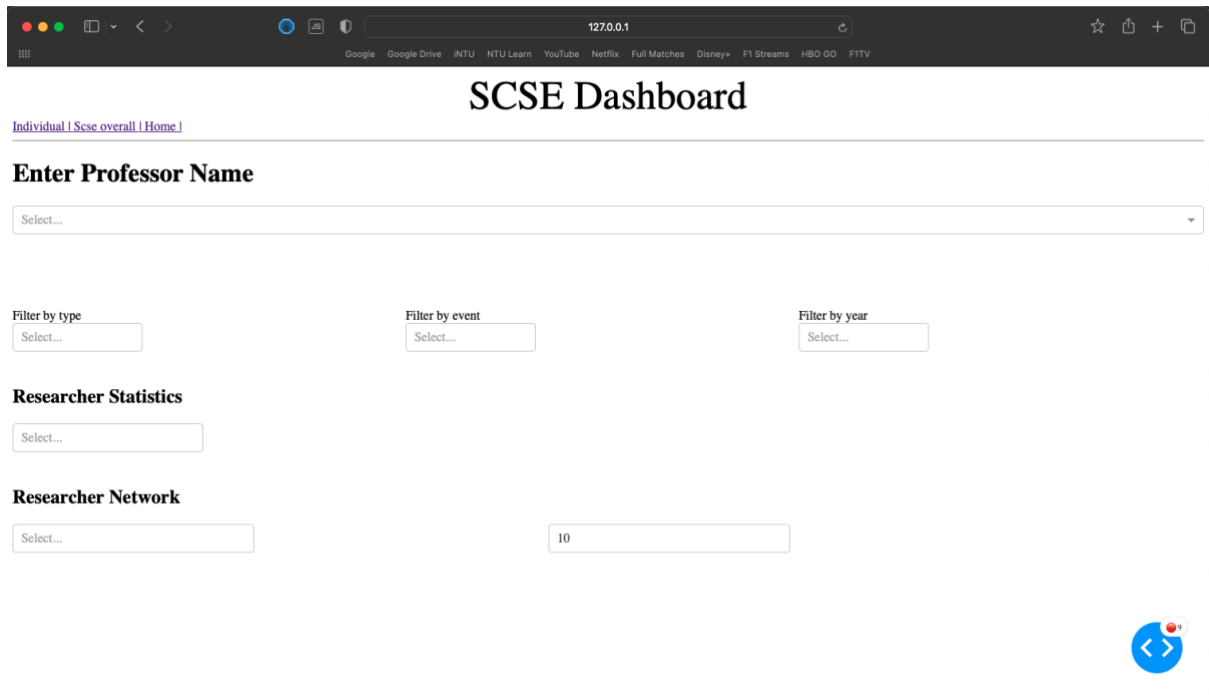 127.0.0.1
Google Google Drive iNTU NTU Learn YouTube Netflix Full Matches Disney+ F1 Streams HBO GO F1TV
SCSE Dashboard
Individual | Scse overall | Home |
Enter Professor Name
Select...
Filter by type Filter by event Filter by year
Select... Select... Select...
Researcher Statistics
Select...
Researcher Network
Select... 10
9